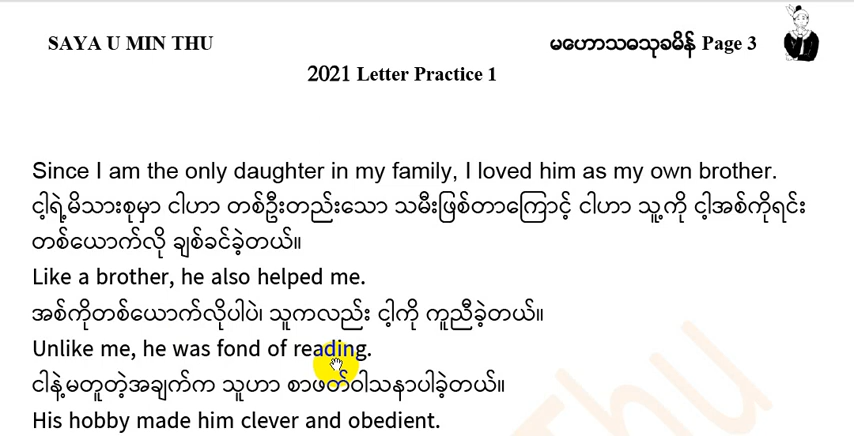 SAYA U MIN THU
မဟောသဓသုခမိန် Page 3
2021 Letter Practice 1
Since I am the only daughter in my family, I loved him as my own brother.
ငါ့ရဲ့မိသားစုမှာ ငါဟာ တစ်ဦးတည်းသော သမီးဖြစ်တာကြောင့် ငါဟာ သူ့ကို ငါ့အစ်ကိုရင်း
တစ်ယောက်လို ချစ်ခင်ခဲ့တယ်။
Like a brother, he also helped me.
အစ်ကိုတစ်ယောက်လိုပါပဲ၊ သူကလည်း ငါ့ကို ကူညီခဲ့တယ်။
Unlike me, he was fond of reading.
ငါနဲ့မတူတဲ့အချက်က သူဟာ စာဖတ်ဝါသနာပါခဲ့တယ်။
His hobby made him clever and obedient.
Thu